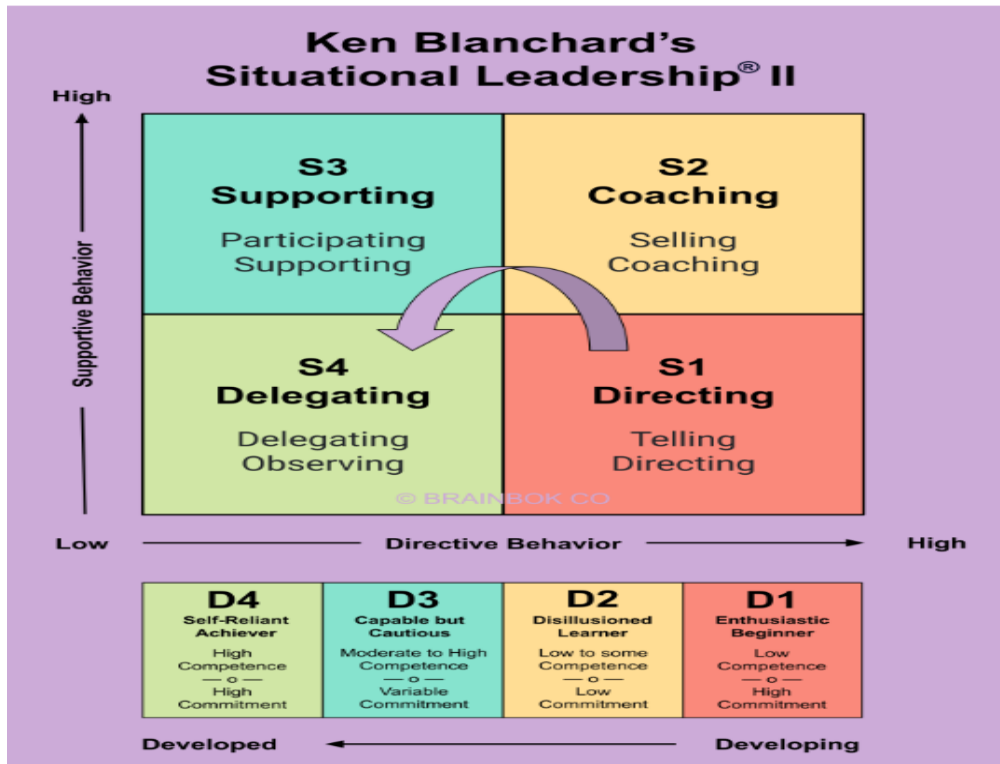 Ken Blanchard's
Situational Leadership® II
High
S3
Supporting
Participating
Supporting
S2
Coaching
Selling
Coaching
Supportive Behavior
S4
Delegating
Delegating
Observing
S1
Directing
Telling
Directing
© BRAINBOK CO
Low
Directive Behavior
High
D4
Self-Reliant
Achiever
High
Competence
—o—
High
Commitment
D3
Capable but
Cautious
Moderate to High
Competence
—o—
Variable
Commitment
D2
Disillusioned
Learner
Low to some
Competence
—o—
Low
Commitment
D1
Enthusiastic
Beginner
Low
Competence
—o—
High
Commitment
Developed
Developing